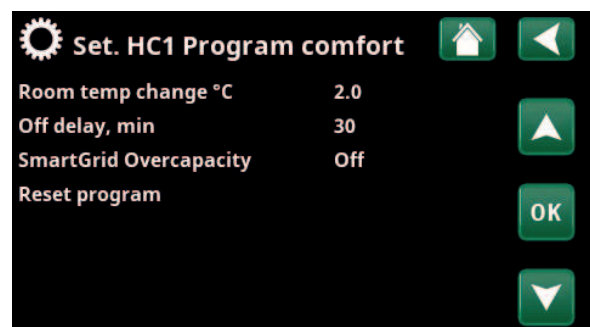 Set. HC1 Program comfort
Room temp change °C 2.0
Off delay, min 30
SmartGrid Overcapacity Off
Reset program
OK